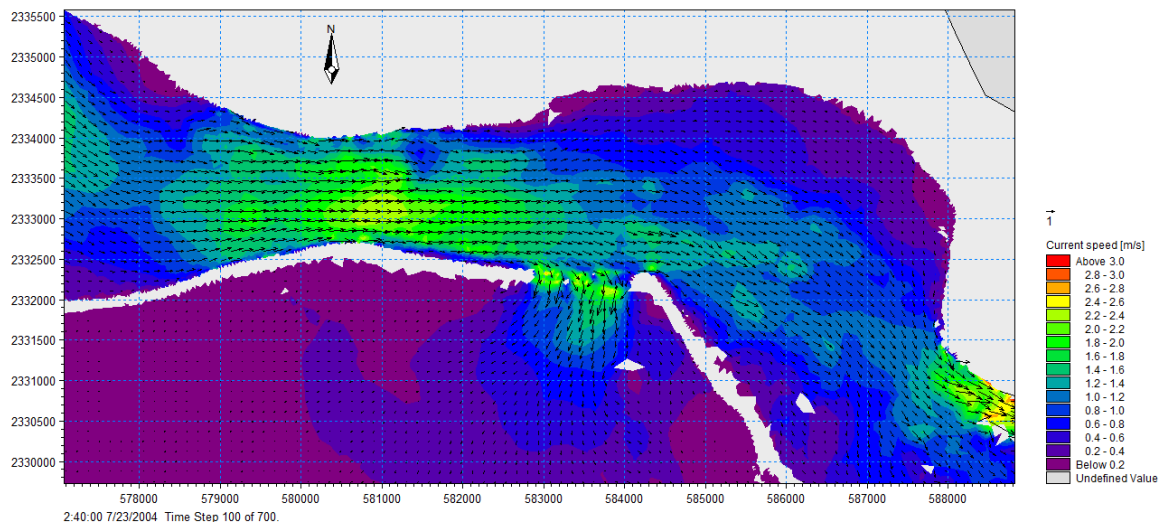 N
2335500
2335000
2334500
2334000
2333500
2333000
2332500
2332000
2331500
2331000
2330500
2330000
578000 579000 580000 581000 582000 583000 584000 585000 586000 587000 588000
2:40:00 7/23/2004 Time Step 100 of 700.
1
Current speed [m/s]
Above 3.0
2.8 - 3.0
2.6 - 2.8
2.4 - 2.6
2.2 - 2.4
2.0 - 2.2
1.8 - 2.0
1.6 - 1.8
1.4 - 1.6
1.2 - 1.4
1.0 - 1.2
0.8 - 1.0
0.6 - 0.8
0.4 - 0.6
0.2 - 0.4
Below 0.2
Undefined Value